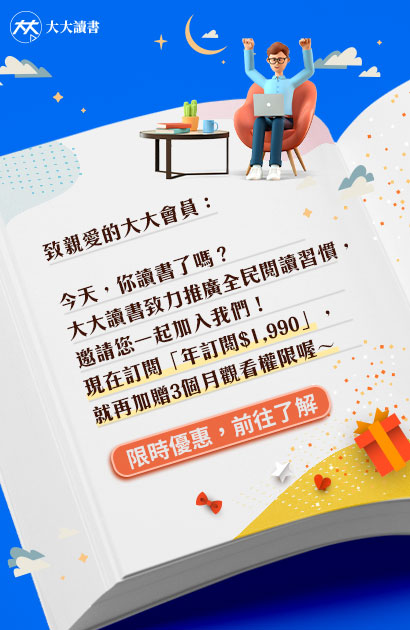 大大讀書
致親愛的大大會員：
今天，你讀書了嗎？
大大讀書致力推廣全民閱讀習慣，
邀請您一起加入我們！
現在訂閱「年訂閱$1,990」，
就再加贈3個月觀看權限喔～
限時優惠，前往了解